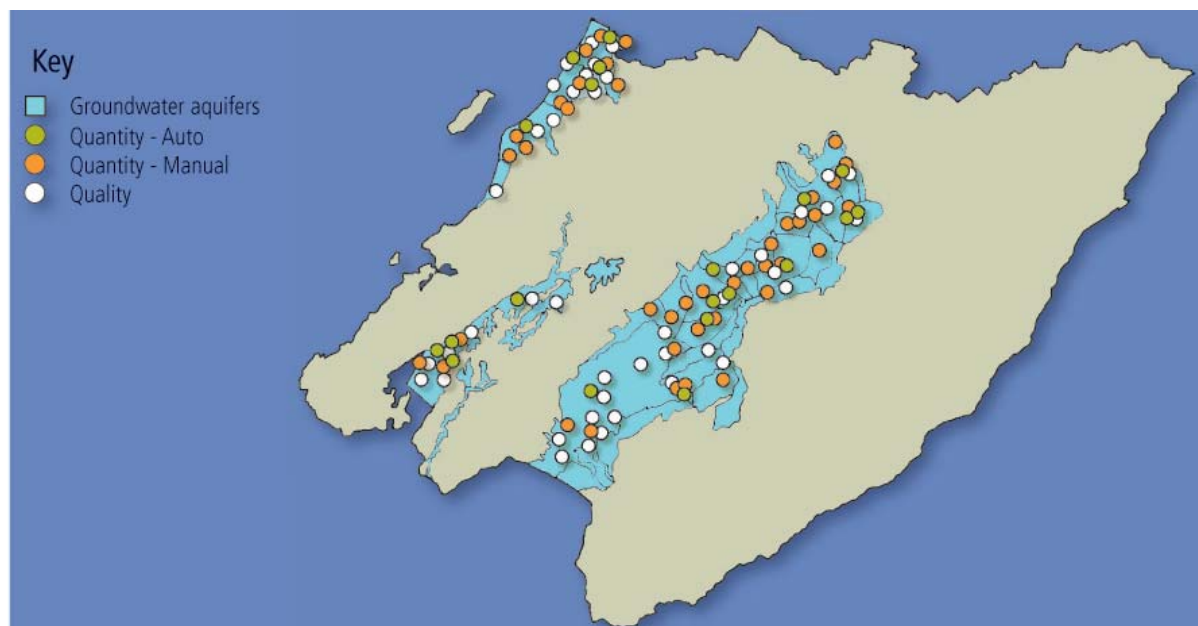 Key
Groundwater aquifers
Quantity - Auto
Quantity - Manual
Quality